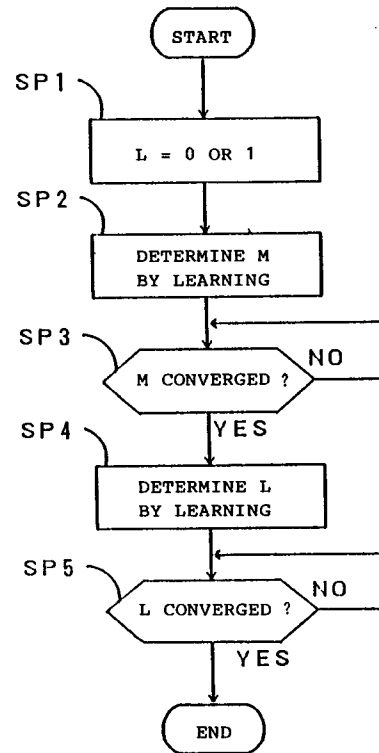 START
SP1
L = 0 OR 1
SP2
DETERMINE M
BY LEARNING
SP3
M CONVERGED ?
NO
YES
SP4
DETERMINE L
BY LEARNING
SP5
L CONVERGED ?
NO
YES
END